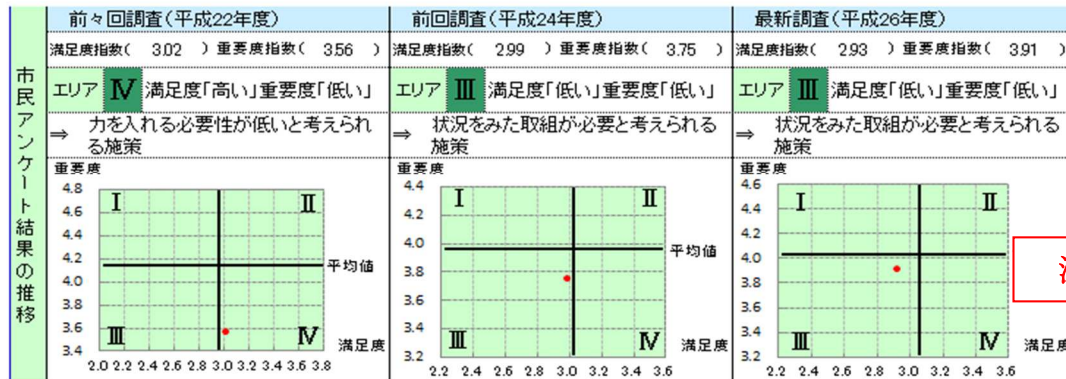 市民アンケート結果の推移
前々回調査(平成22年度)
満足度指数( 3.02 ) 重要度指数( 3.56 )
エリア Ⅳ 満足度「高い」重要度「低い」
⇒ 力を入れる必要性が低いと考えられ
る施策
重要度
4.8
4.6
4.4
4.2
4.0
3.8
3.6
3.4
Ⅰ Ⅱ
平均値
Ⅲ Ⅳ
満足度
2.0 2.2 2.4 2.6 2.8 3.0 3.2 3.4 3.6 3.8
前回調査(平成24年度)
満足度指数( 2.99 ) 重要度指数( 3.75 )
エリア Ⅲ 満足度「低い」重要度「低い」
⇒ 状況をみた取組が必要と考えられる
施策
重要度
4.4
4.2
4.0
3.8
3.6
3.4
3.2
Ⅰ Ⅱ
平均値
Ⅲ Ⅳ
満足度
2.2 2.4 2.6 2.8 3.0 3.2 3.4 3.6
最新調査(平成26年度)
満足度指数( 2.93 ) 重要度指数( 3.91 )
エリア Ⅲ 満足度「低い」重要度「低い」
⇒ 状況をみた取組が必要と考えられる
施策
重要度
4.6
4.4
4.2
4.0
3.8
3.6
3.4
3.2
Ⅰ Ⅱ
Ⅲ Ⅳ
満足度
2.2 2.4 2.6 2.8 3.0 3.2 3.4 3.6